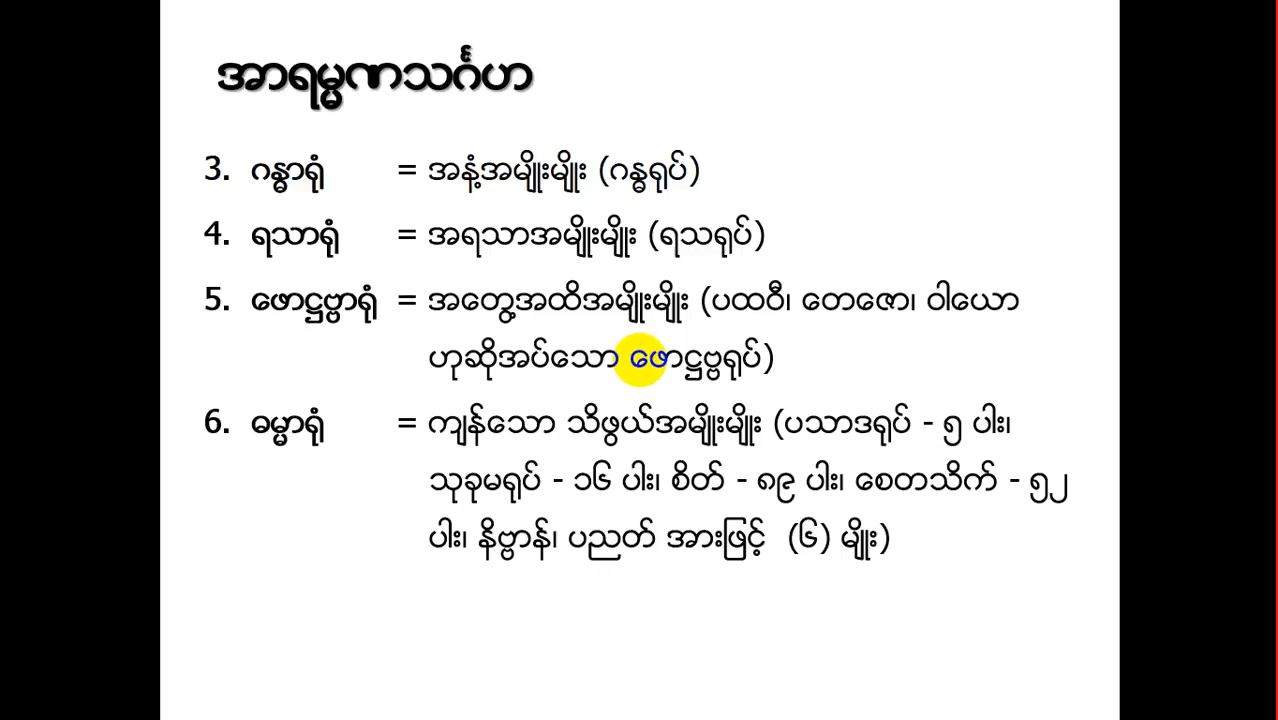 အာရမ္မဏသင်္ဂဟ
3. ဂန္ဓာရုံ = အနံ့အမျိုးမျိုး (ဂန္ဓရုပ်)
4. ရသာရုံ = အရသာအမျိုးမျိုး (ရသရုပ်)
5. ဖောဋ္ဌဗ္ဗာရုံ = အတွေ့အထိအမျိုးမျိုး (ပထဝီ၊ တေဇော၊ ဝါယော
ဟုဆိုအပ်သော ဖောဋ္ဌဗ္ဗရုပ်)
6. ဓမ္မာရုံ = ကျန်သော သိဖွယ်အမျိုးမျိုး (ပသာဒရုပ် - ၅ ပါး၊
သုခုမရုပ် - ၁၆ ပါး၊ စိတ် - ၈၉ ပါး၊ စေတသိက် - ၅၂
ပါး၊ နိဗ္ဗာန်၊ ပညတ် အားဖြင့် (၆) မျိုး)